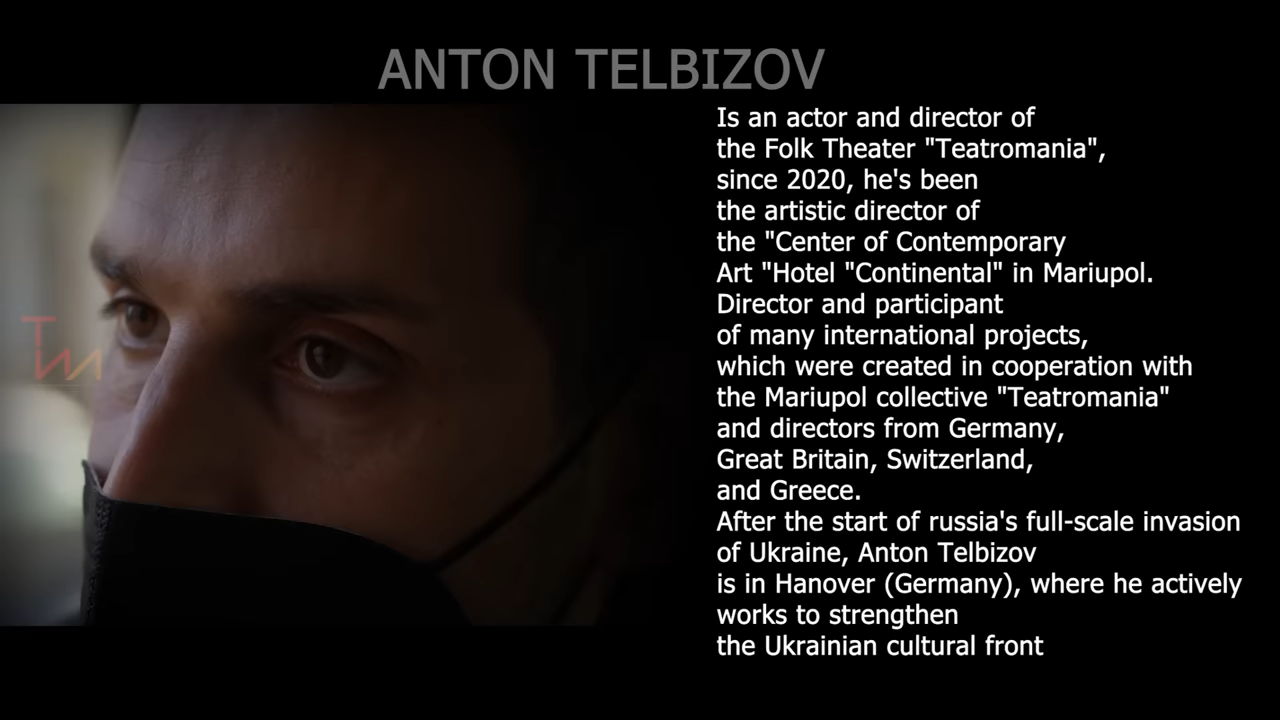 ANTON TELBIZOV
Is an actor and director of
the Folk Theater "Teatromania",
since 2020, he's been
the artistic director of
the "Center of Contemporary
Art "Hotel "Continental" in Mariupol.
Director and participant
of many international projects,
which were created in cooperation with
the Mariupol collective "Teatromania"
and directors from Germany,
Great Britain, Switzerland,
and Greece.
After the start of russia's full-scale invasion
of Ukraine, Anton Telbizov
is in Hanover (Germany), where he actively
works to strengthen
the Ukrainian cultural front